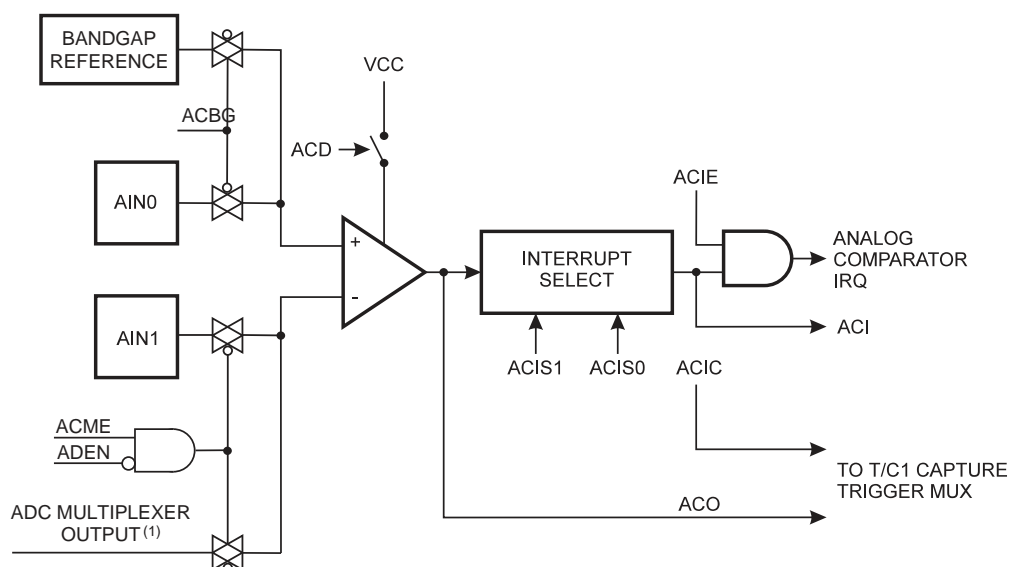 BANDGAP
REFERENCE
VCC
ACBG
ACD
AIN0
ACIE
+
INTERRUPT
SELECT
ANALOG
COMPARATOR
IRQ
-
AIN1
ACI
ACIS1
ACIS0
ACIC
ACME
ADEN
TO T/C1 CAPTURE
TRIGGER MUX
ACO
ADC MULTIPLEXER
OUTPUT (1)